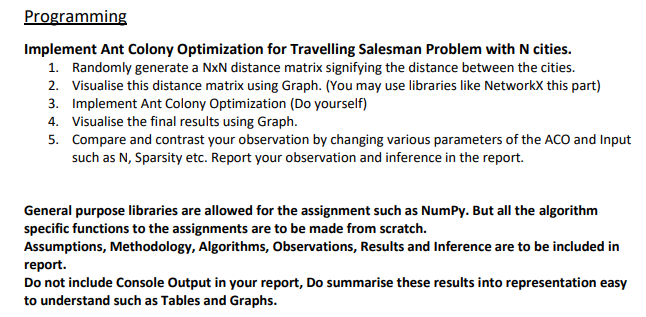 Programming
Implement Ant Colony Optimization for Travelling Salesman Problem with N cities.
1. Randomly generate a NxN distance matrix signifying the distance between the cities.
2. Visualise this distance matrix using Graph. (You may use libraries like NetworkX this part)
3. Implement Ant Colony Optimization (Do yourself)
4. Visualise the final results using Graph.
5. Compare and contrast your observation by changing various parameters of the ACO and Input
such as N, Sparsity etc. Report your observation and inference in the report.
General purpose libraries are allowed for the assignment such as NumPy. But all the algorithm
specific functions to the assignments are to be made from scratch.
Assumptions, Methodology, Algorithms, Observations, Results and Inference are to be included in
report.
Do not include Console Output in your report, Do summarise these results into representation easy
to understand such as Tables and Graphs.